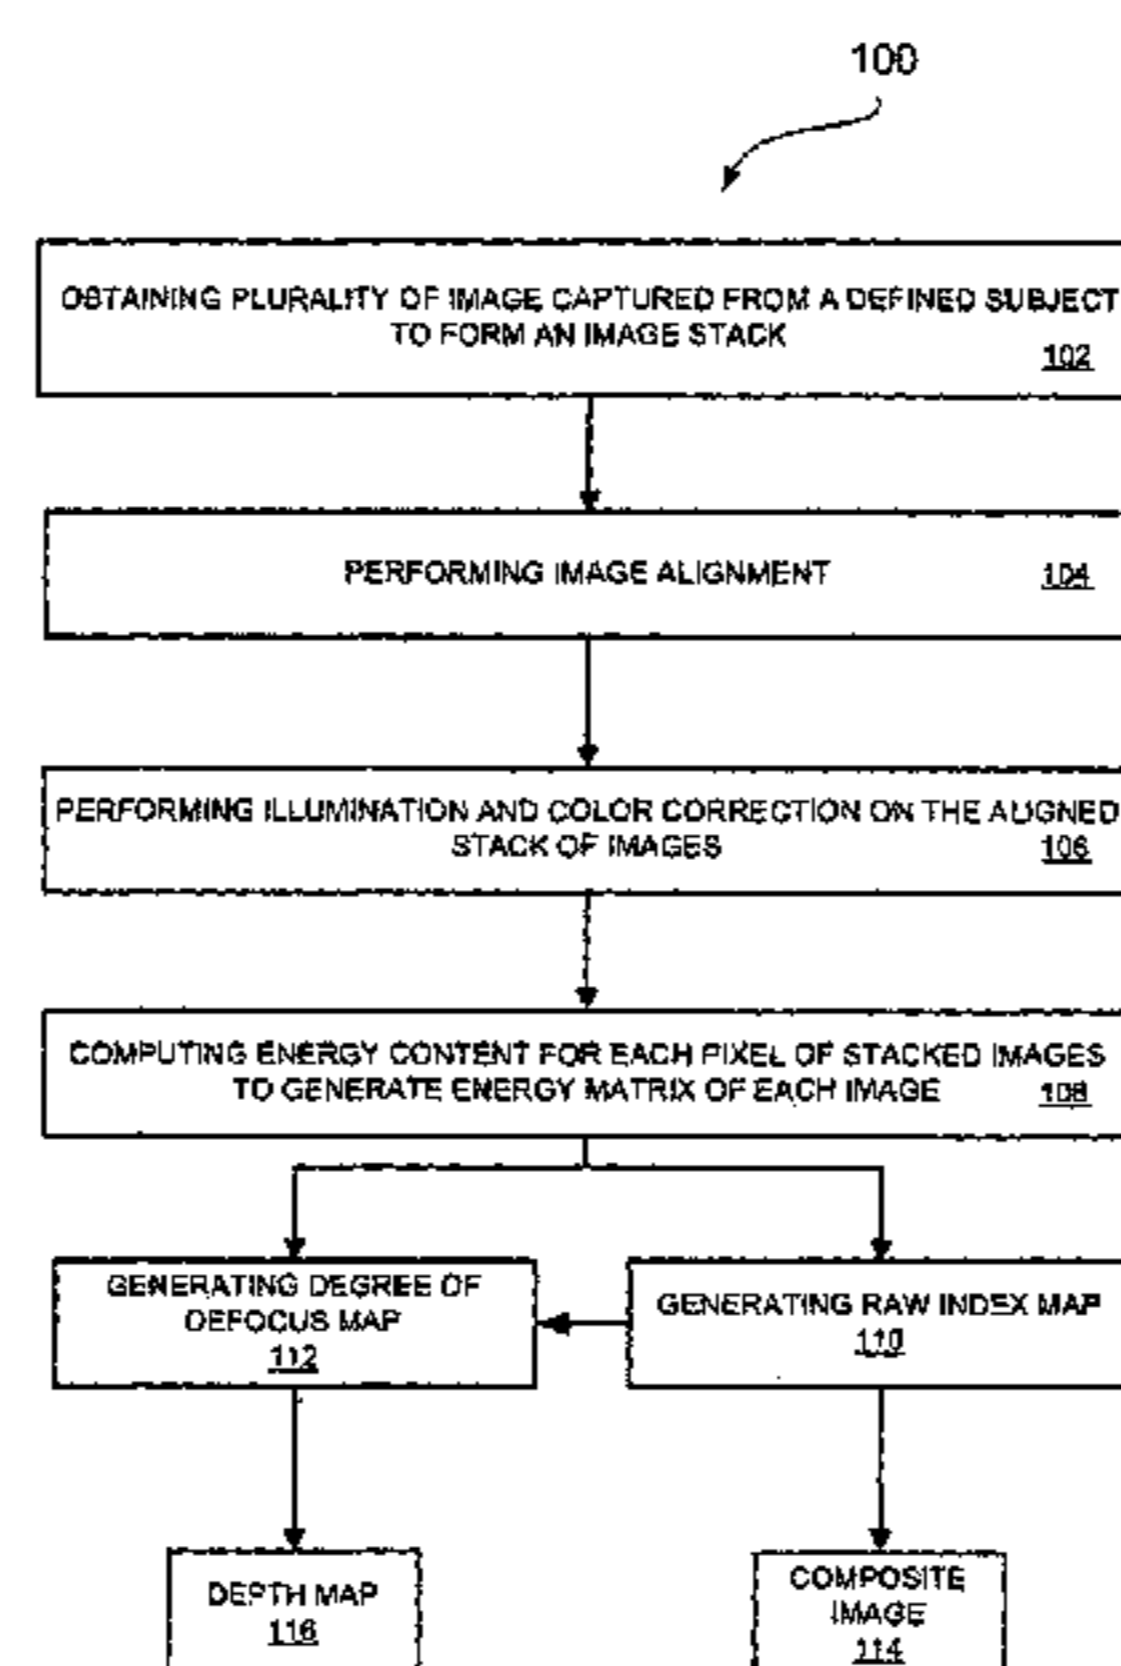 100
OBTAINING PLURALITY OF IMAGE CAPTURED FROM A DEFINED SUBJECT
TO FORM AN IMAGE STACK
102
PERFORMING IMAGE ALIGNMENT
104
PERFORMING ILLUMINATION AND COLOR CORRECTION ON THE ALIGNED
STACK OF IMAGES
106
COMPUTING ENERGY CONTENT FOR EACH PIXEL OF STACKED IMAGES
TO GENERATE ENERGY MATRIX OF EACH IMAGE
108
GENERATING DEGREE OF
DEFOCUS MAP
112
GENERATING RAW INDEX MAP
110
DEPTH MAP
116
COMPOSITE
IMAGE
114